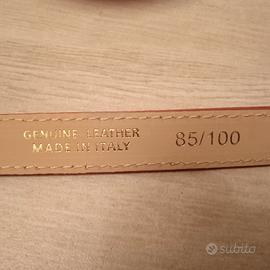 GENUINE LEATHER
MADE IN ITALY
85/100
subito